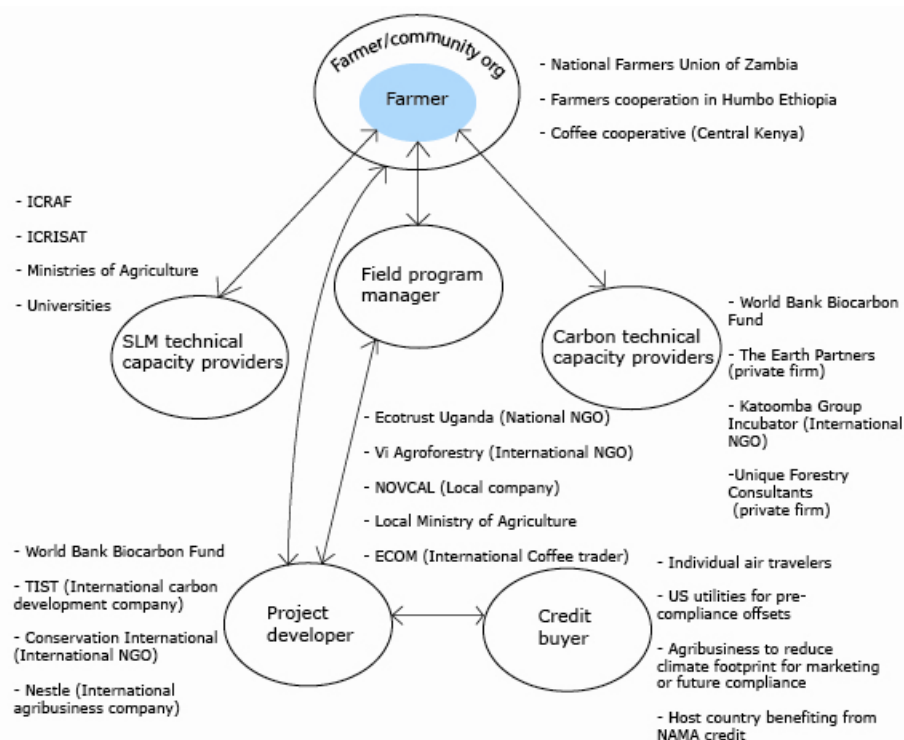 Farmer/community org
Farmer
- National Farmers Union of Zambia
- Farmers cooperation in Humbo Ethiopia
- Coffee cooperative (Central Kenya)
- ICRAF
- ICRISAT
- Ministries of Agriculture
- Universities
SLM technical
capacity providers
Field program
manager
Carbon technical
capacity providers
- World Bank Biocarbon
Fund
- The Earth Partners
(private firm)
- Katoomba Group
Incubator (International
NGO)
-Unique Forestry
Consultants
(private firm)
- Ecotrust Uganda (National NGO)
- Vi Agroforestry (International NGO)
- NOVCAL (Local company)
- Local Ministry of Agriculture
- ECOM (International Coffee trader)
- World Bank Biocarbon Fund
- TIST (International carbon
development company)
- Conservation International
(International NGO)
- Nestle (International
agribusiness company)
Project
developer
Credit
buyer
- Individual air travelers
- US utilities for pre-
compliance offsets
- Agribusiness to reduce
climate footprint for marketing
or future compliance
- Host country benefiting from
NAMA credit